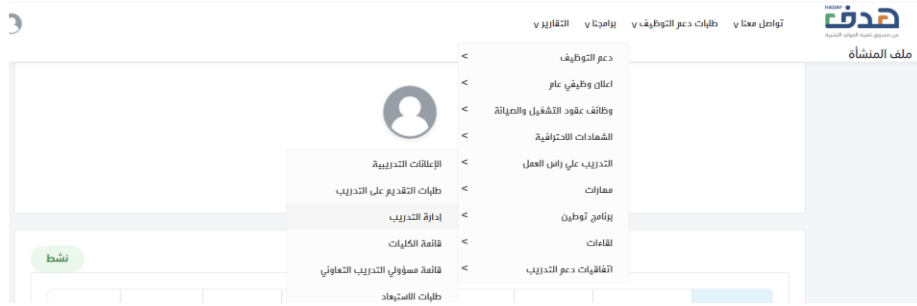 HADAF
هدف
من صندوق تنمية الموارد البشرية
تواصل معنا v طلبات دعم التوظيف v برامجنا v التقارير v
ملف المنشأة
دعم التوظيف >
اعلان وظيفي عام >
وظائف عقود التشغيل والصيانة >
الشهادات الاحترافية >
التدريب علي راس العمل >
مهارات >
برنامج توطين >
لقاءات >
اتفاقيات دعم التدريب >
الإعلانات التدريبية
طلبات التقديم على التدريب
إدارة التدريب
قائمة الكليات
قائمة مسؤولي التدريب التعاوني
طلبات الاستبعاد
نشط